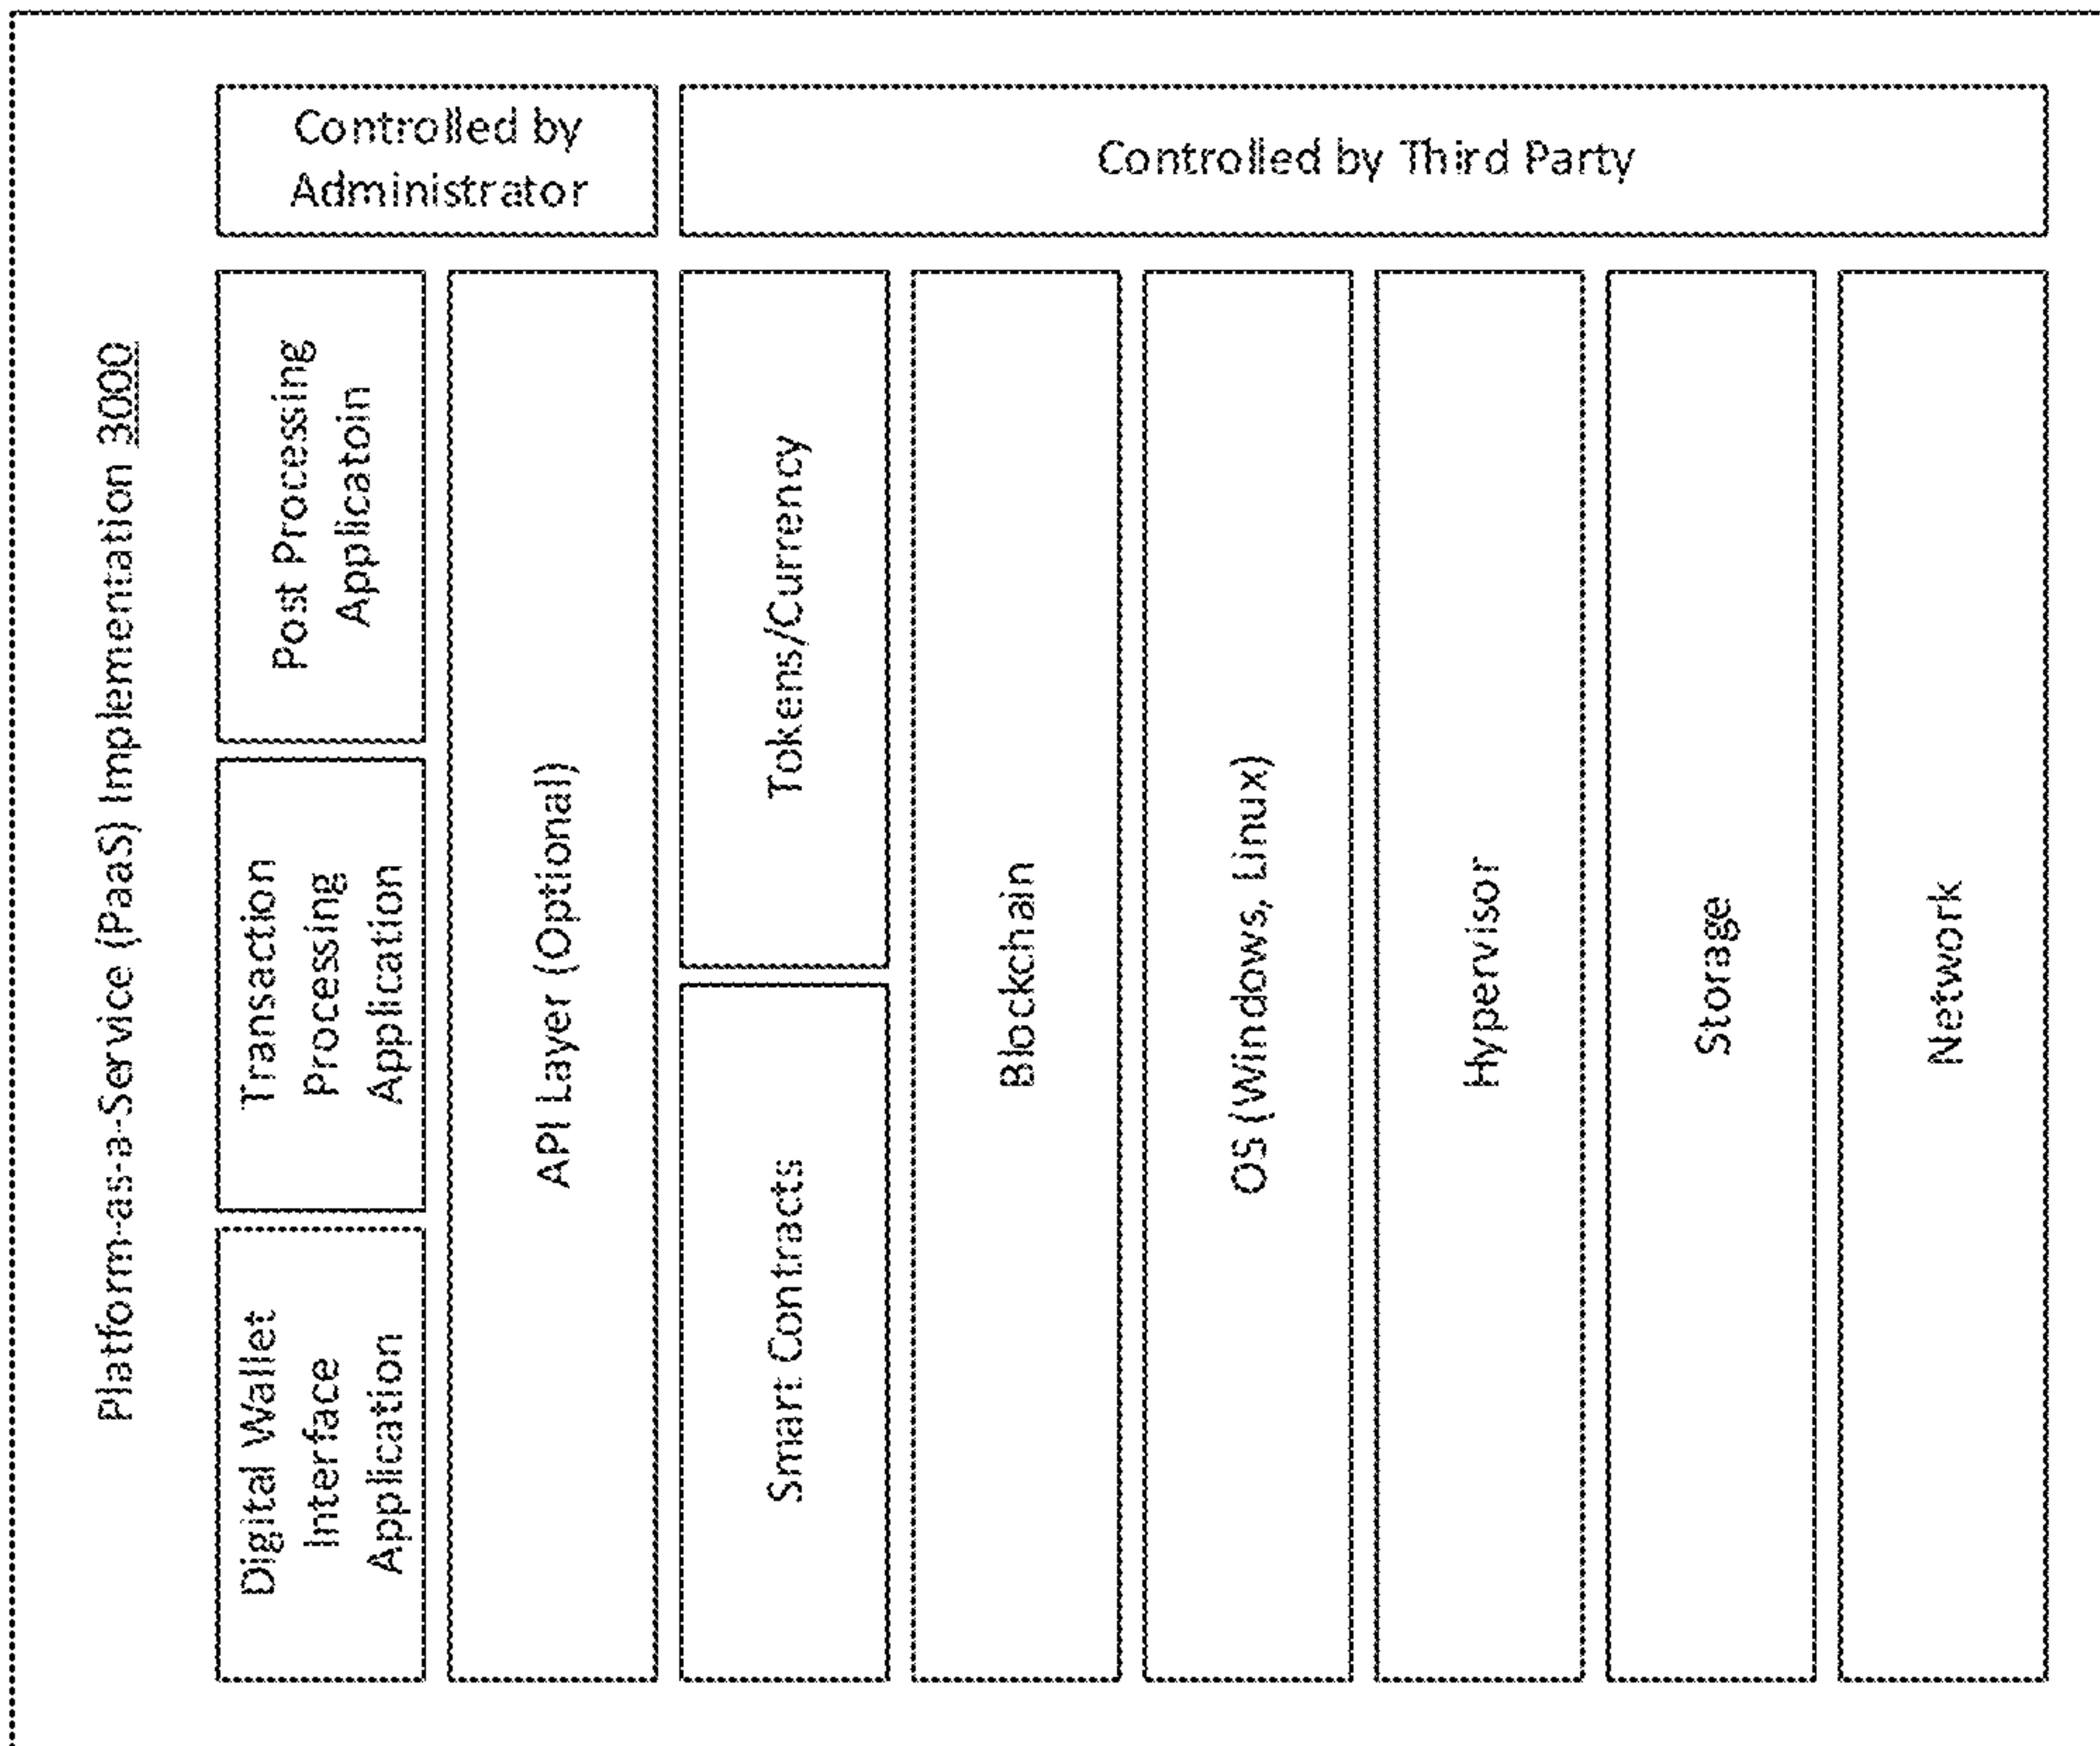 Platform-as-a-Service (PaaS) Implementation 3000
Digital Wallet
Interface
Application
Transaction
Processing
Application
Post Processing
Applicatoin
Controlled by
Administrator
API Layer (Optional)
Smart Contracts
Tokens/Currency
Controlled by Third Party
Blockchain
OS (Windows, Linux)
Hypervisor
Storage
Network